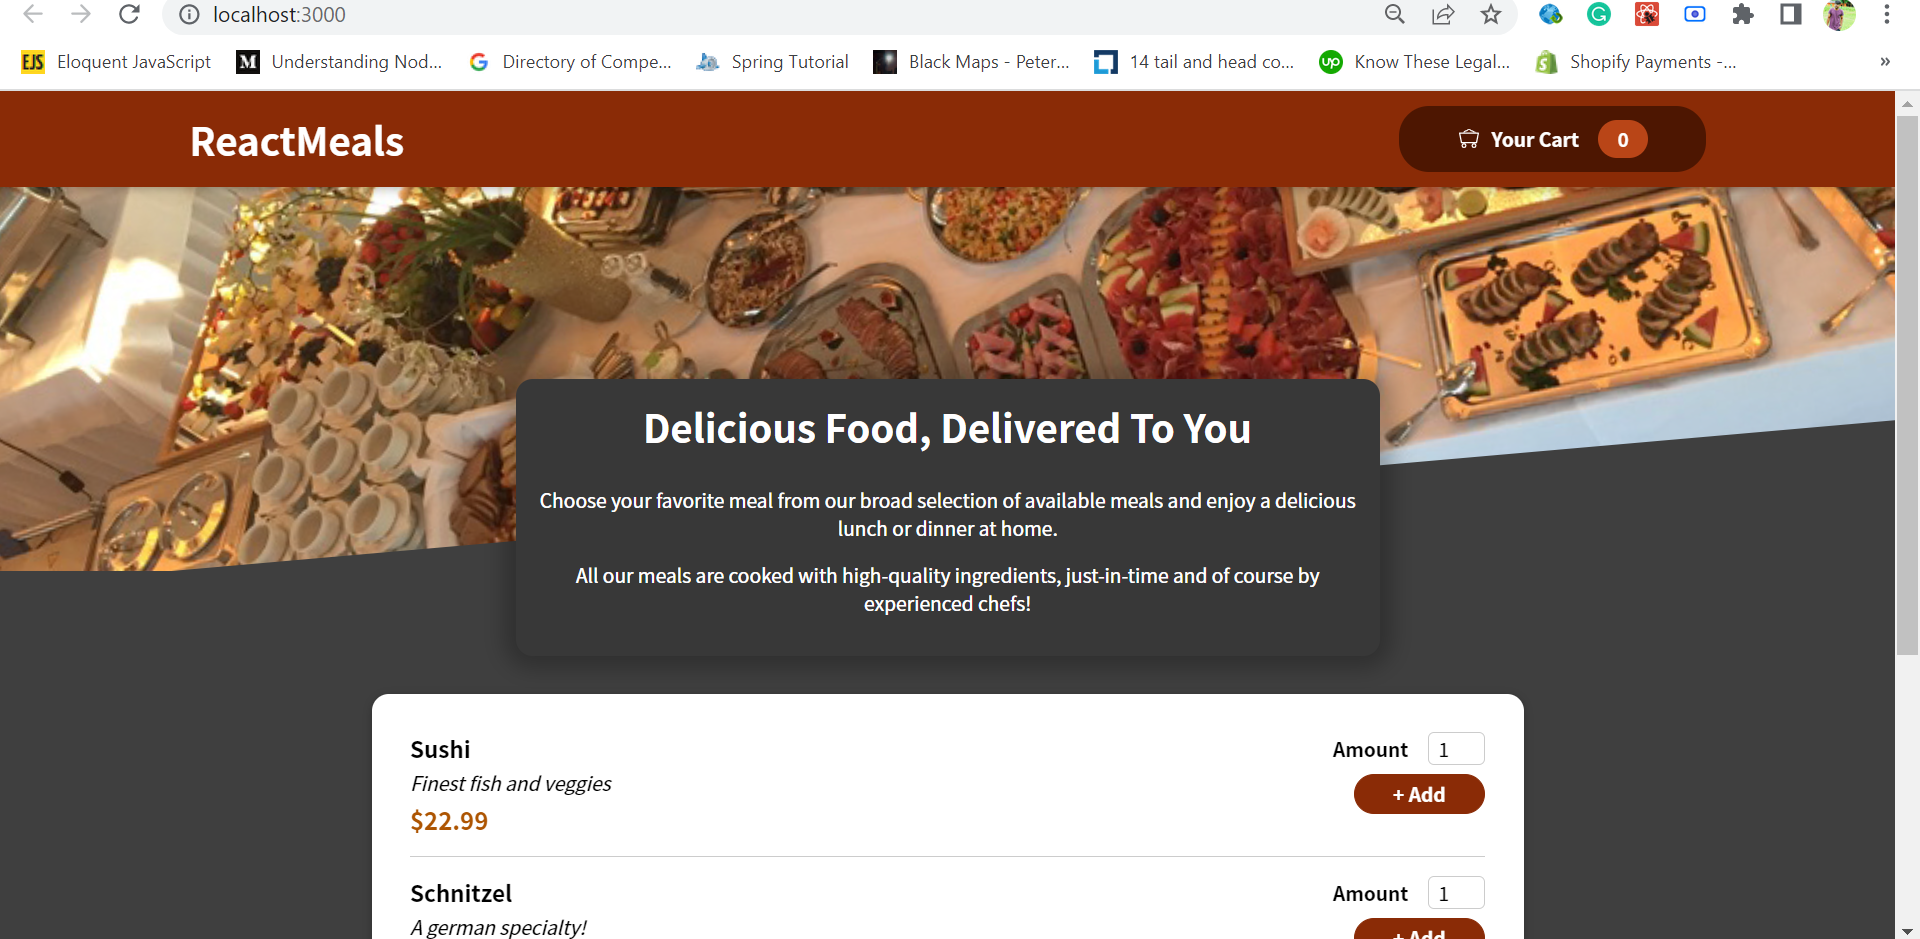 localhost:3000
EJS Eloquent JavaScript M Understanding Nod... G Directory of Compe... Spring Tutorial Black Maps - Peter... 14 tail and head co... up Know These Legal... S Shopify Payments -... »
ReactMeals
Your Cart 0
Delicious Food, Delivered To You
Choose your favorite meal from our broad selection of available meals and enjoy a delicious
lunch or dinner at home.
All our meals are cooked with high-quality ingredients, just-in-time and of course by
experienced chefs!
Sushi
Amount 1
Finest fish and veggies
+ Add
$22.99
Schnitzel
Amount 1
A german specialty!
+ Add